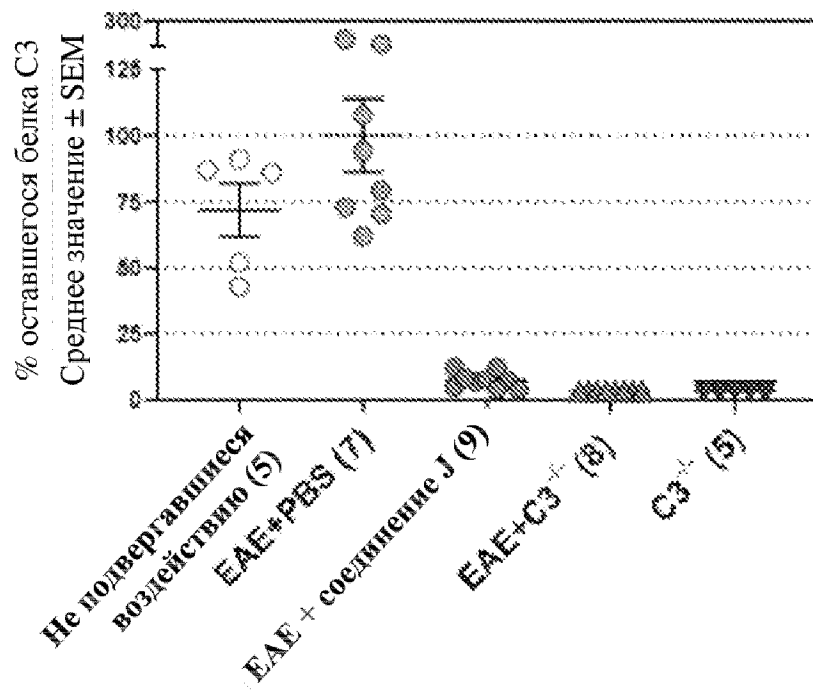 % оставшегося белка C3
Среднее значение ± SEM
300
125
100
75
50
25
0
Не подвергавшиеся
воздействию (5)
EAE+PBS (7)
EAE + соединение J (9)
EAE+C3-/- (8)
C3-/- (5)